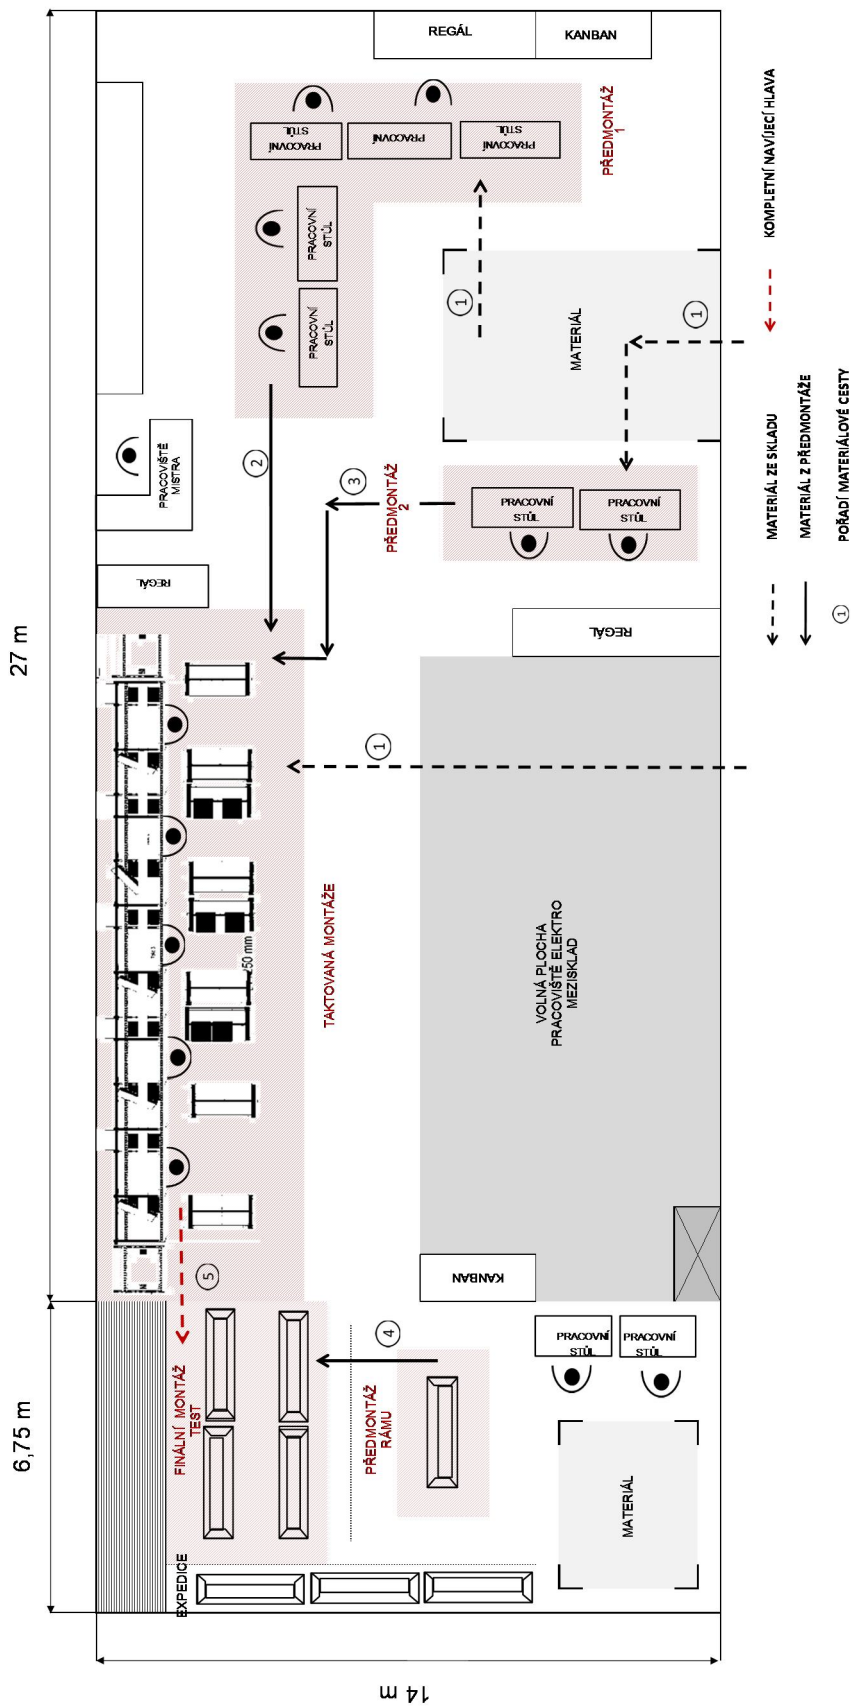 27 m
6,75 m
14 m
REGÁL
KANBAN
PRACOVNÍ
STŮL
PRACOVNÍ
PRACOVNÍ
STŮL
PŘEDMONTÁŽ
1
PRACOVNÍ
STŮL
PRACOVNÍ
STŮL
1
MATERIÁL
1
PRACOVIŠTĚ
MISTRA
2
3
PŘEDMONTÁŽ
2
PRACOVNÍ
STŮL
PRACOVNÍ
STŮL
REGÁL
REGÁL
1
TAKTOVANÁ MONTÁŽE
50 mm
VOLNÁ PLOCHA
PRACOVIŠTĚ ELEKTRO
MEZISKLAD
5
KANBAN
4
FINÁLNÍ MONTÁŽ
TEST
PŘEDMONTÁŽ
RÁMU
PRACOVNÍ
STŮL
PRACOVNÍ
STŮL
MATERIÁL
EXPEDICE
MATERIÁL ZE SKLADU
MATERIÁL Z PŘEDMONTÁŽE
1
POŘADÍ MATERIÁLOVÉ CESTY
KOMPLETNÍ NAVÍJECÍ HLAVA